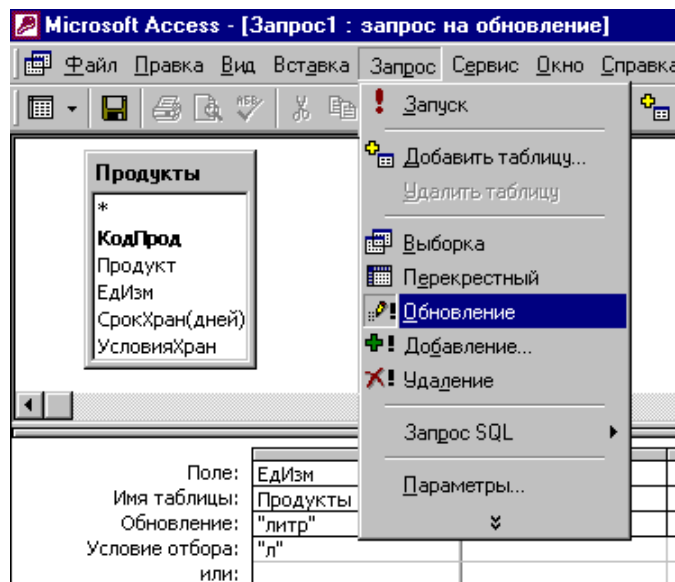 Microsoft Access - [Запрос1 : запрос на обновление]
Файл Правка Вид Вставка Запрос Сервис Окно Справка
Запуск
Добавить таблицу...
Удалить таблицу
Выборка
Перекрестный
Обновление
Добавление...
Удаление
Запрос SQL
Параметры...
Продукты
*
КодПрод
Продукт
ЕдИзм
СрокХран(дней)
УсловияХран
Поле: ЕдИзм
Имя таблицы: Продукты
Обновление: "литр"
Условие отбора: "л"
или: